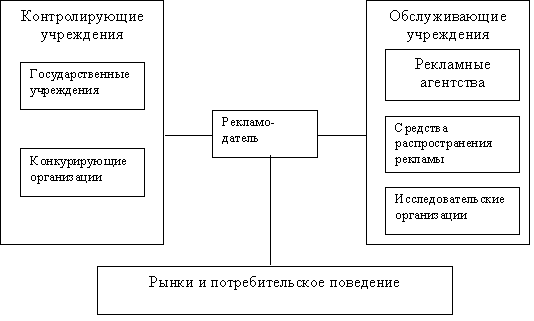 Контролирующие
учреждения
Государственные
учреждения
Конкурирующие
организации
Рекламо-
датель
Обслуживающие
учреждения
Рекламные
агентства
Средства
распространения
рекламы
Исследовательские
организации
Рынки и потребительское поведение